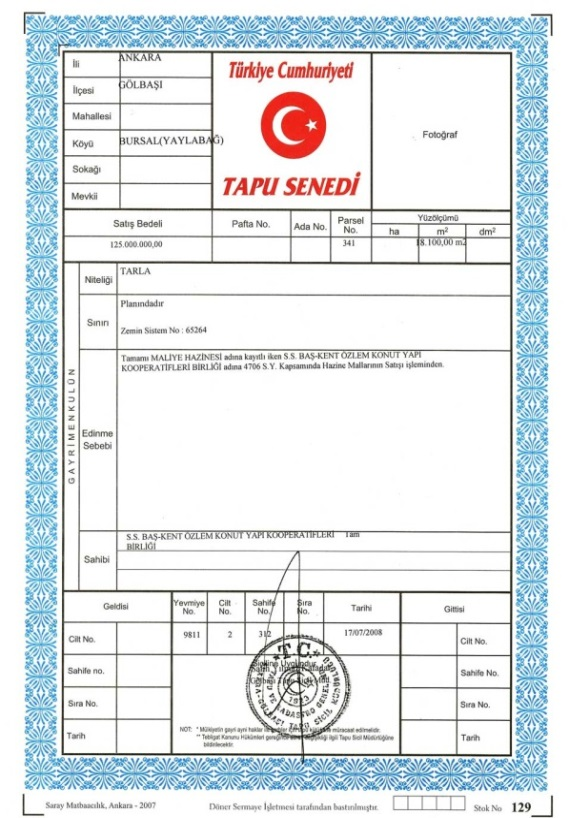 İli
ANKARA
İlçesi
GÖLBAŞI
Mahallesi
Köyü
BURSAL(YAYLABAĞ)
Sokağı
Mevkii
Türkiye Cumhuriyeti
TAPU SENEDİ
Fotoğraf
Satış Bedeli
Pafta No.
Ada No.
Parsel No.
Yüzölçümü
ha
m²
dm²
125.000.000,00
341
18.100,00 m2
GAYRİMENKULÜN
Niteliği
TARLA
Sınırı
Planındadır
Zemin Sistem No : 65264
Edinme Sebebi
Tamamı MALİYE HAZİNESİ adına kayıtlı iken S.S. BAŞ-KENT ÖZLEM KONUT YAPI
KOOPERATİFLERİ BİRLİĞİ adına 4706 S.Y. Kapsamında Hazine Mallarının Satışı işleminden.
Sahibi
S.S. BAŞ-KENT ÖZLEM KONUT YAPI KOOPERATİFLERİ
BİRLİĞİ
Tam
Geldisi
Yevmiye No.
Cilt No.
Sahife No.
Sıra No.
Tarihi
Gittisi
Cilt No.
9811
2
312
17/07/2008
Cilt No.
Sahife no.
Sahife No.
Sıra No.
Sıra No.
Tarih
Tarih
T.C.
1923
NOT: * Mülkiyetin gayri ayni haklar
müracaat edilmelidir.
** Tebligat Kanunu Hükümleri
ilgili Tapu Sicil Müdürlüğüne
bildirilecektir.
Saray Matbaacılık, Ankara - 2007
Döner Sermaye İşletmesi tarafından bastırılmıştır.
Stok No 129